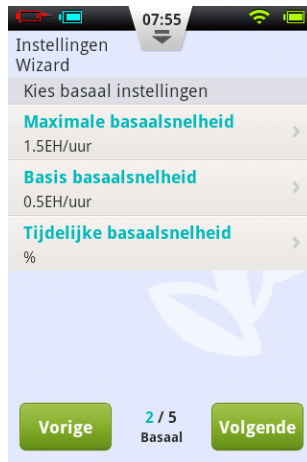 07:55
Instellingen
Wizard
Kies basaal instellingen
Maximale basaalsnelheid
1.5EH/uur
Basis basaalsnelheid
0.5EH/uur
Tijdelijke basaalsnelheid
%
Vorige
2 / 5
Basaal
Volgende